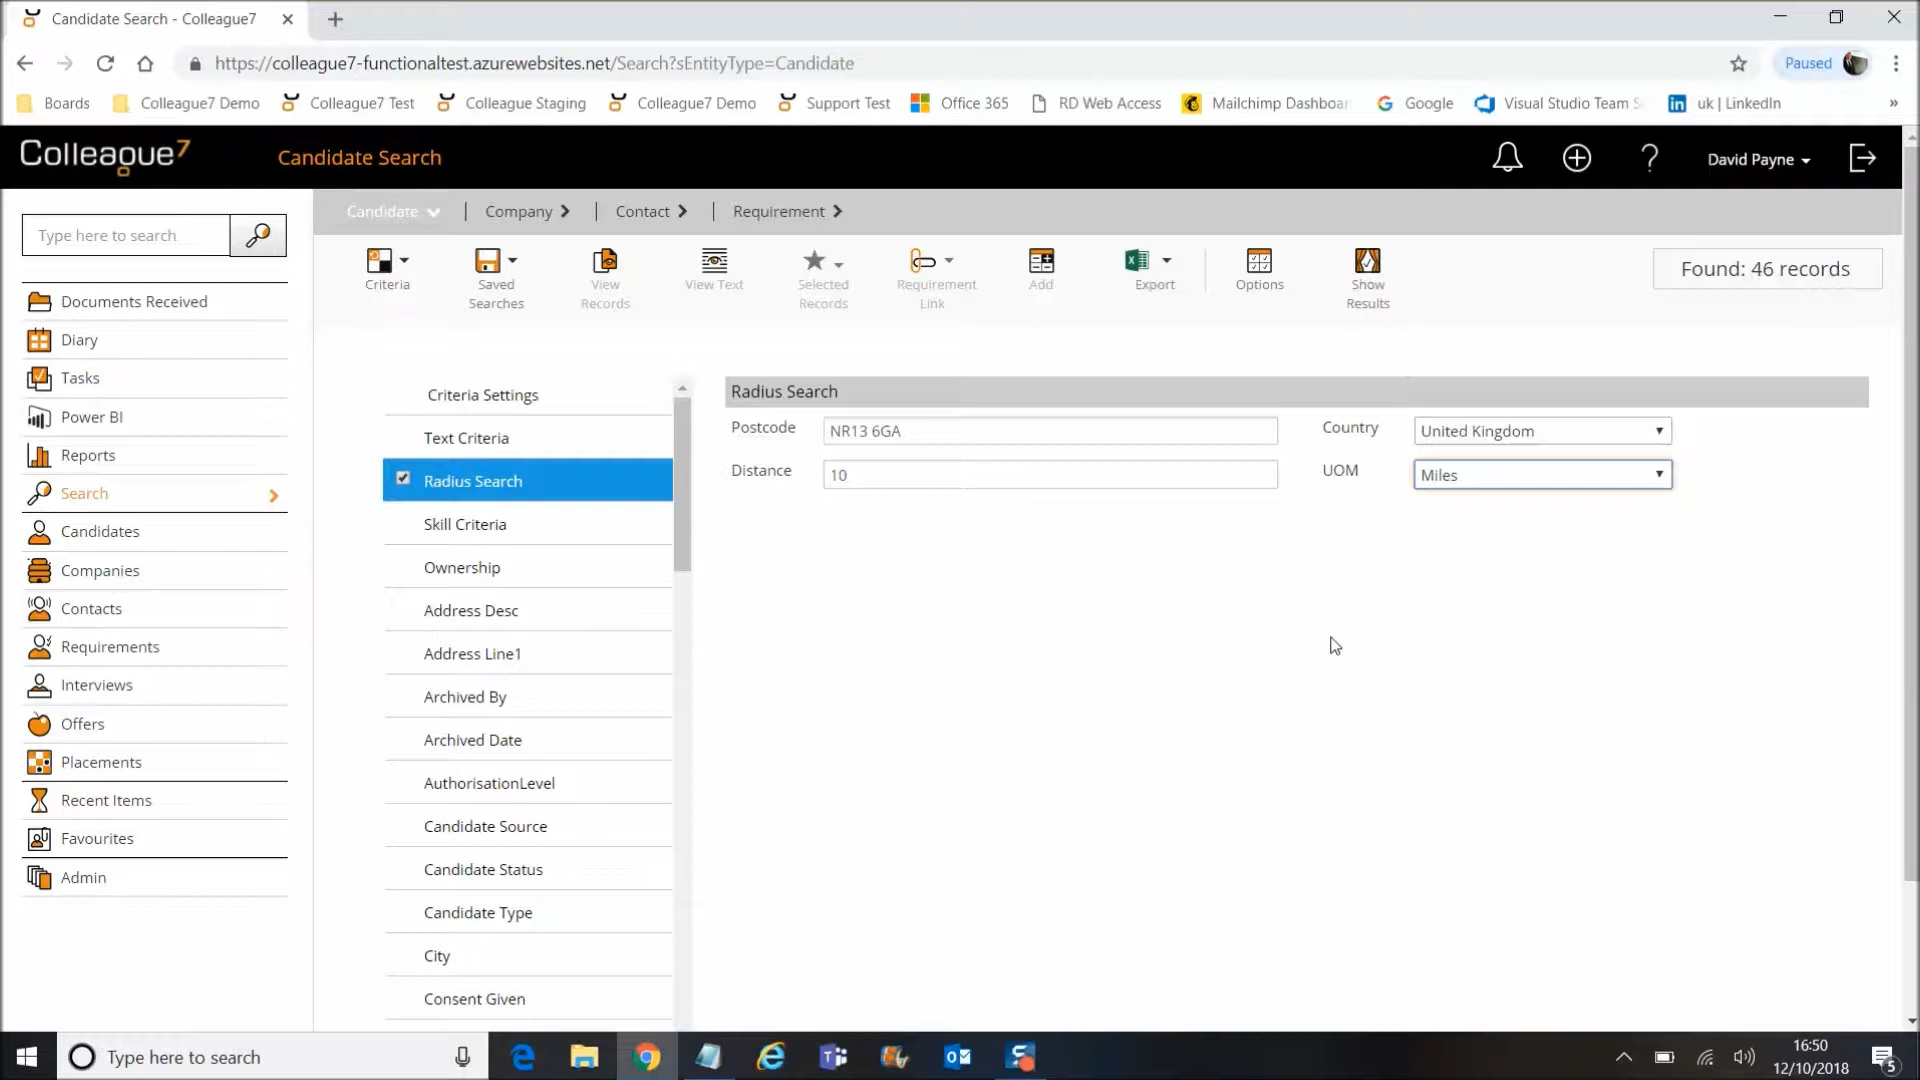 Candidate Search - Colleague7
https://colleague7-functionaltest.azurewebsites.net/Search?sEntityType=Candidate
Paused
Boards
Colleague7 Demo
Colleague7 Test
Colleague Staging
Colleague7 Demo
Support Test
Office 365
RD Web Access
Mailchimp Dashboar
Google
Visual Studio Team S
uk | LinkedIn
»
Colleague7
Candidate Search
David Payne
Candidate | Company | Contact | Requirement
Type here to search
Criteria
Saved
Searches
View
Records
View Text
Selected
Records
Requirement
Link
Add
Export
Options
Show
Results
Found: 46 records
Documents Received
Diary
Tasks
Power BI
Reports
Search
Candidates
Companies
Contacts
Requirements
Interviews
Offers
Placements
Recent Items
Favourites
Admin
Criteria Settings
Text Criteria
Radius Search
Skill Criteria
Ownership
Address Desc
Address Line1
Archived By
Archived Date
AuthorisationLevel
Candidate Source
Candidate Status
Candidate Type
City
Consent Given
Radius Search
Postcode NR13 6GA Country United Kingdom
Distance 10 UOM Miles
Type here to search
16:50
12/10/2018
5